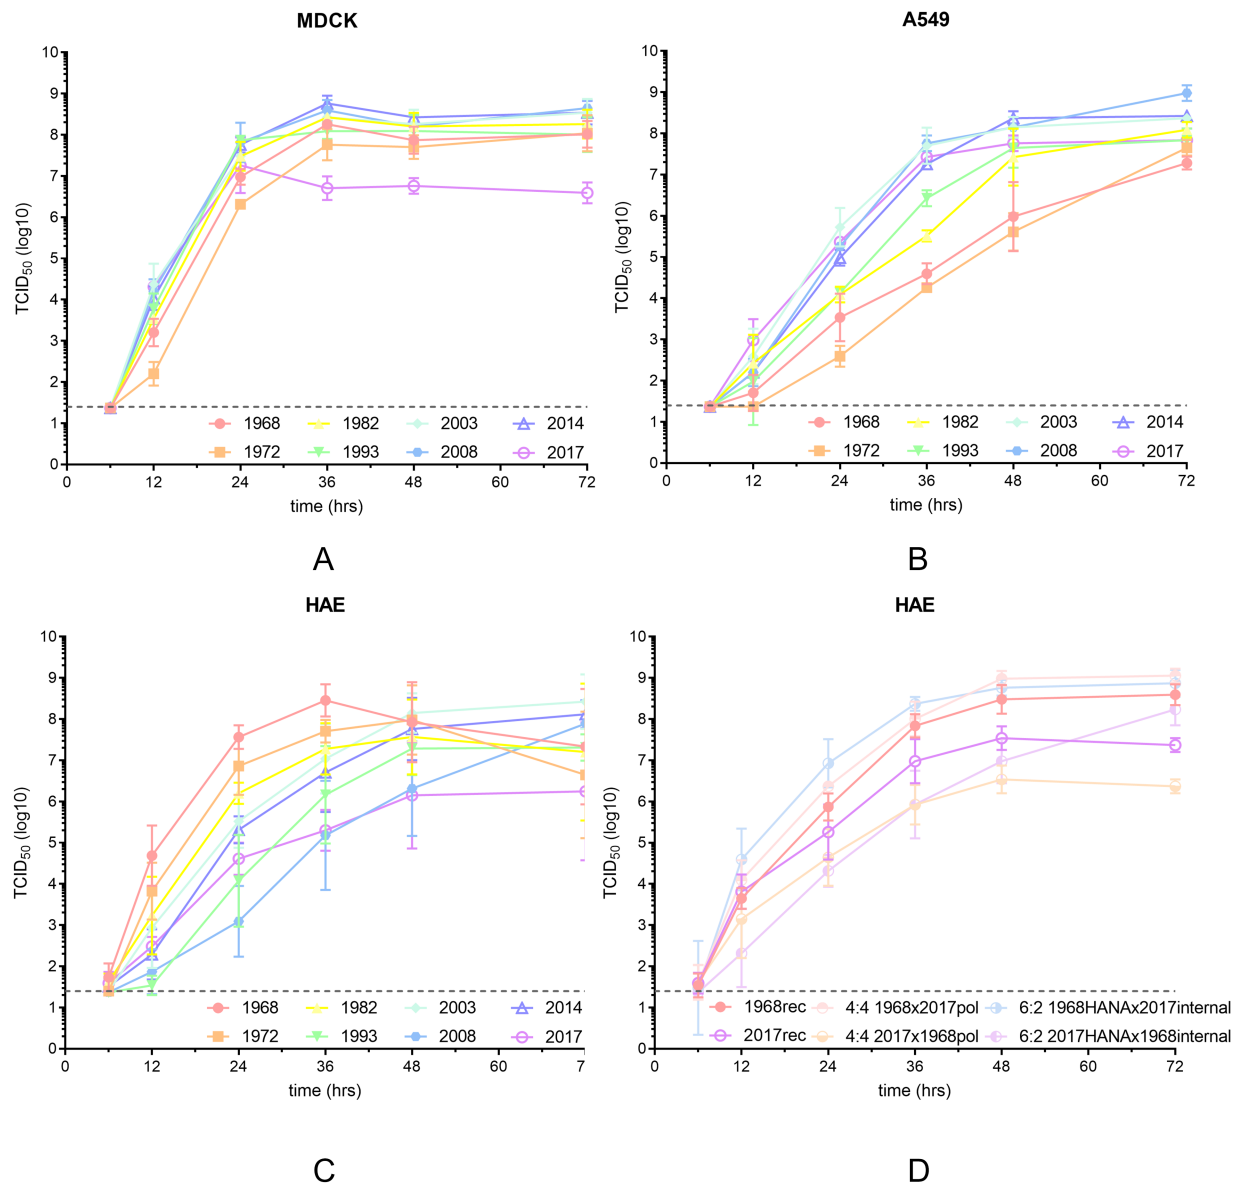 MDCK
A549
10
9
8
7
6
5
4
3
2
1
0
TCID50 (log10)
1968 1982 2003 2014
1972 1993 2008 2017
0 12 24 36 48 60 72
time (hrs)
A
10
9
8
7
6
5
4
3
2
1
0
TCID50 (log10)
1968 1982 2003 2014
1972 1993 2008 2017
0 12 24 36 48 60 72
time (hrs)
B
HAE
HAE
10
9
8
7
6
5
4
3
2
1
0
TCID50 (log10)
1968 1982 2003 2014
1972 1993 2008 2017
0 12 24 36 48 60 7
time (hrs)
C
10
9
8
7
6
5
4
3
2
1
0
TCID50 (log10)
1968rec 4:4 1968x2017pol 6:2 1968HANAx2017internal
2017rec 4:4 2017x1968pol 6:2 2017HANAx1968internal
0 12 24 36 48 60 72
time (hrs)
D